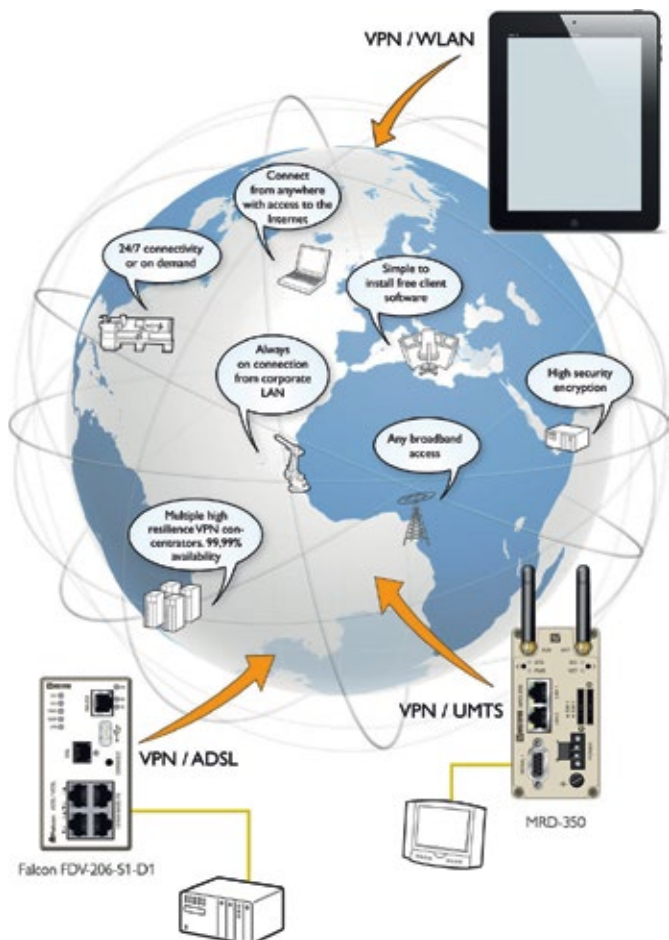 VPN / WLAN
Connect
from anywhere
with access to the
Internet
24/7 connectivity
or on demand
Simple to
install free client
software
Always
on connection
from corporate
LAN
High security
encryption
Any broadband
access
Multiple high
resilience VPN con-
centrators. 99,99%
availability
VPN / UMTS
VPN / ADSL
MRD-350
Falcon FDV-206-S1-D1